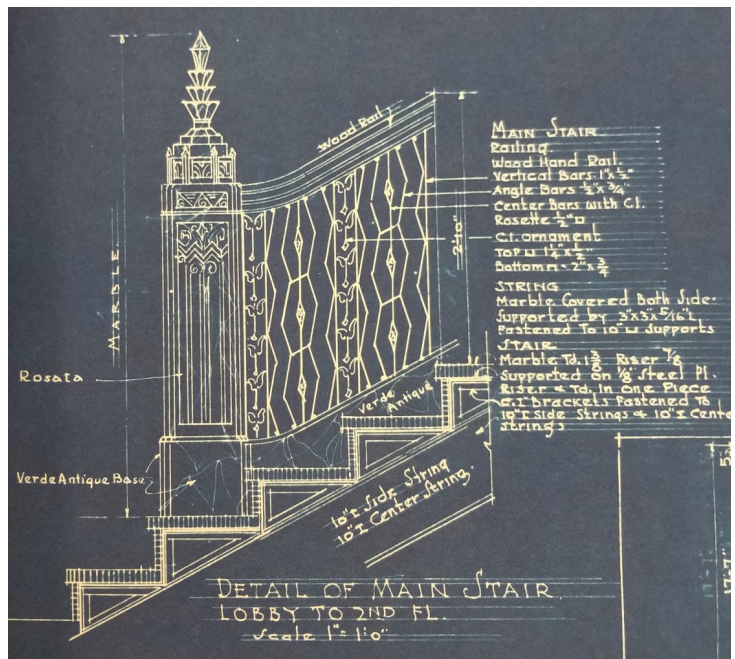 Wood Rail
MAIN STAIR
Railing.
Wood Hand Rail.
Vertical Bars 1"x½"
Angle Bars ½"x¾"
Center Bars with C.I.
Rosette ½"□
C.I. ornament
Top ⊔ 1¼"x½"
Bottom ⊓ - 2"x¾
STRING
Marble Covered Both Side
Supported by 3"x3"x5/16"L
Fastened To 10"⊔ Supports
STAIR
Marble Td. 1⅜ Riser ⅞
Supported on ⅛" Steel Pl.
Riser & Td. In One Piece
C.I Brackets Fastened To
10"I Side Strings & 10"I Cente
Strings
2'-10"
MARBLE
Rosata
Verde Antique
Verde Antique Base
10"I Side String
10"I Center String.
17'-7"
DETAIL OF MAIN STAIR.
LOBBY TO 2ND FL.
Scale 1"=1'0"